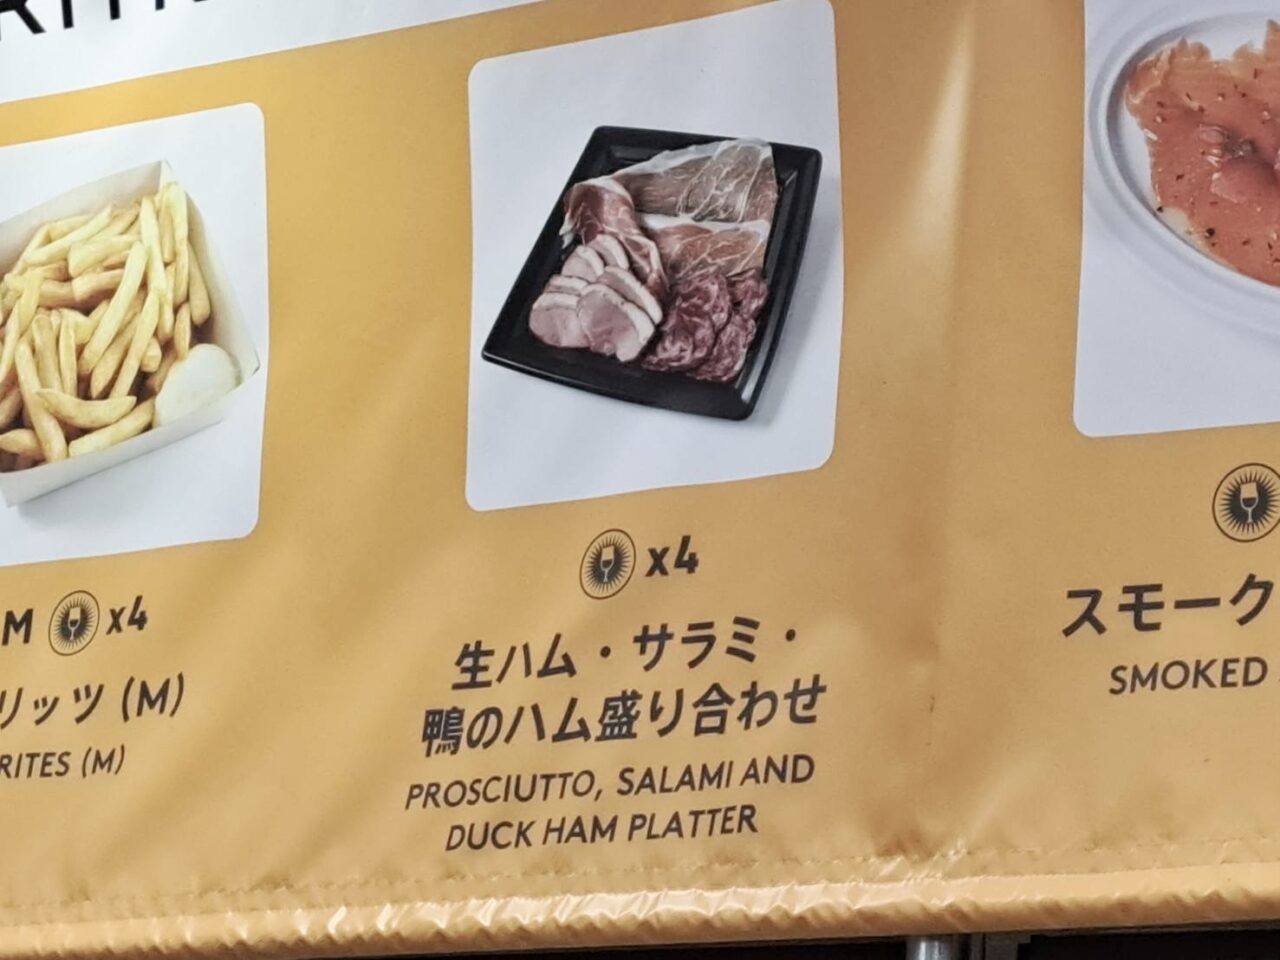 M x4
リッツ (M)
RITES (M)
x4
生ハム・サラミ・
鴨のハム盛り合わせ
PROSCIUTTO, SALAMI AND
DUCK HAM PLATTER
スモーク
SMOKED